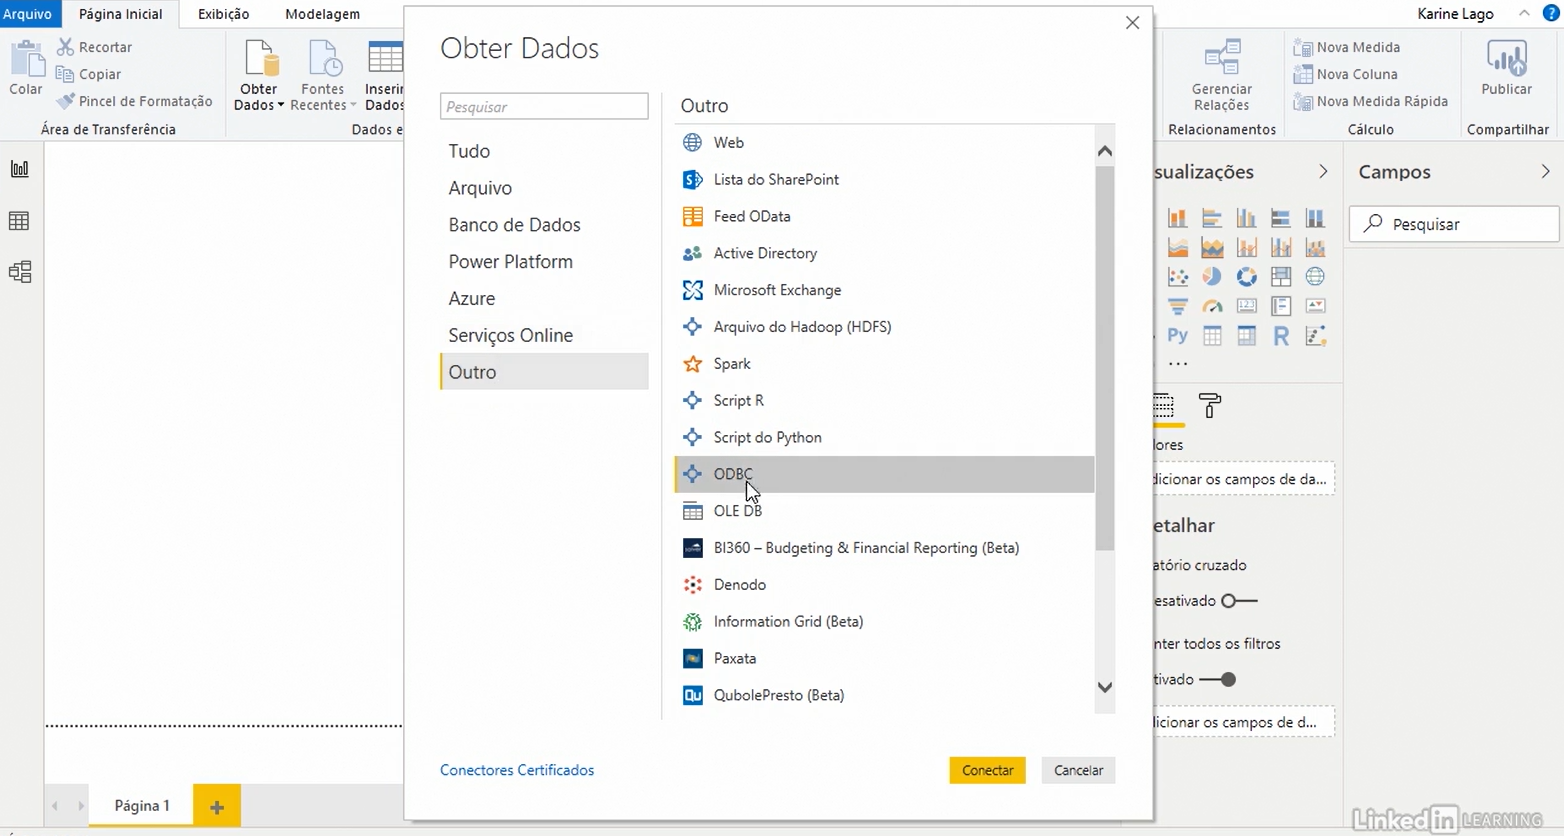 Arquivo
Página Inicial
Exibição
Modelagem
Karine Lago
?
Colar
Recortar
Copiar
Pincel de Formatação
Área de Transferência
Obter
Dados
Fontes
Recentes
Inserir
Dados
Dados e
Gerenciar
Relações
Relacionamentos
Nova Medida
Nova Coluna
Nova Medida Rápida
Cálculo
Publicar
Compartilhar
Obter Dados
Pesquisar
Tudo
Arquivo
Banco de Dados
Power Platform
Azure
Serviços Online
Outro
Outro
Web
Lista do SharePoint
Feed OData
Active Directory
Microsoft Exchange
Arquivo do Hadoop (HDFS)
Spark
Script R
Script do Python
ODBC
OLE DB
BI360 – Budgeting & Financial Reporting (Beta)
Denodo
Information Grid (Beta)
Paxata
QubolePresto (Beta)
Conectores Certificados
Conectar
Cancelar
sualizações
123
Py
R
...
lores
dicionar os campos de da...
etalhar
atório cruzado
esativado
nter todos os filtros
tivado
dicionar os campos de d...
Campos
Pesquisar
Página 1
+
Linked in LEARNING